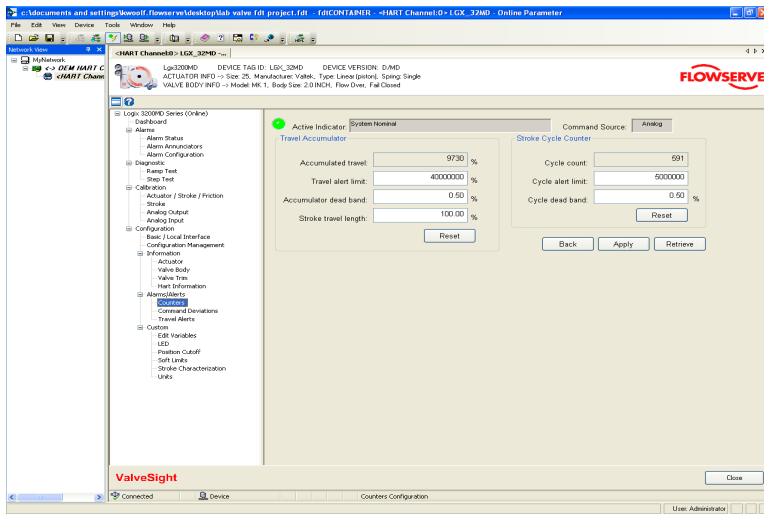 c:\documents and settings\kwoolf.flowserve\desktop\lab valve fdt project.fdt - fdtCONTAINER - <HART Channel:0> LGX_32MD - Online Parameter
File Edit View Device Tools Window Help
Network View
<HART Channel:0> LGX_32MD -...
MyNetwork
<-> OEM HART C
<HART Chann
Lgx3200MD DEVICE TAG ID: LGX_32MD DEVICE VERSION: D/MD
ACTUATOR INFO --> Size: 25, Manufacturer: Valtek, Type: Linear (piston), Spring: Single
VALVE BODY INFO --> Model: MK 1, Body Size: 2.0 INCH, Flow Over, Fail Closed
FLOWSERVE
Logix 3200MD Series (Online)
Dashboard
Alarms
Alarm Status
Alarm Annunciators
Alarm Configuration
Diagnostic
Ramp Test
Step Test
Calibration
Actuator / Stroke / Friction
Stroke
Analog Output
Analog Input
Configuration
Basic / Local Interface
Configuration Management
Information
Actuator
Valve Body
Valve Trim
Hart Information
Alarms/Alerts
Counters
Command Deviations
Travel Alerts
Custom
Edit Variables
LED
Position Cutoff
Soft Limits
Stroke Characterization
Units
Active Indicator: System Nominal Command Source: Analog
Travel Accumulator
Accumulated travel: 9730 %
Travel alert limit: 40000000 %
Accumulator dead band: 0.50 %
Stroke travel length: 100.00 %
Reset
Stroke Cycle Counter
Cycle count: 591
Cycle alert limit: 5000000
Cycle dead band: 0.50 %
Reset
Back Apply Retrieve
ValveSight
Close
Connected Device Counters Configuration
User: Administrator